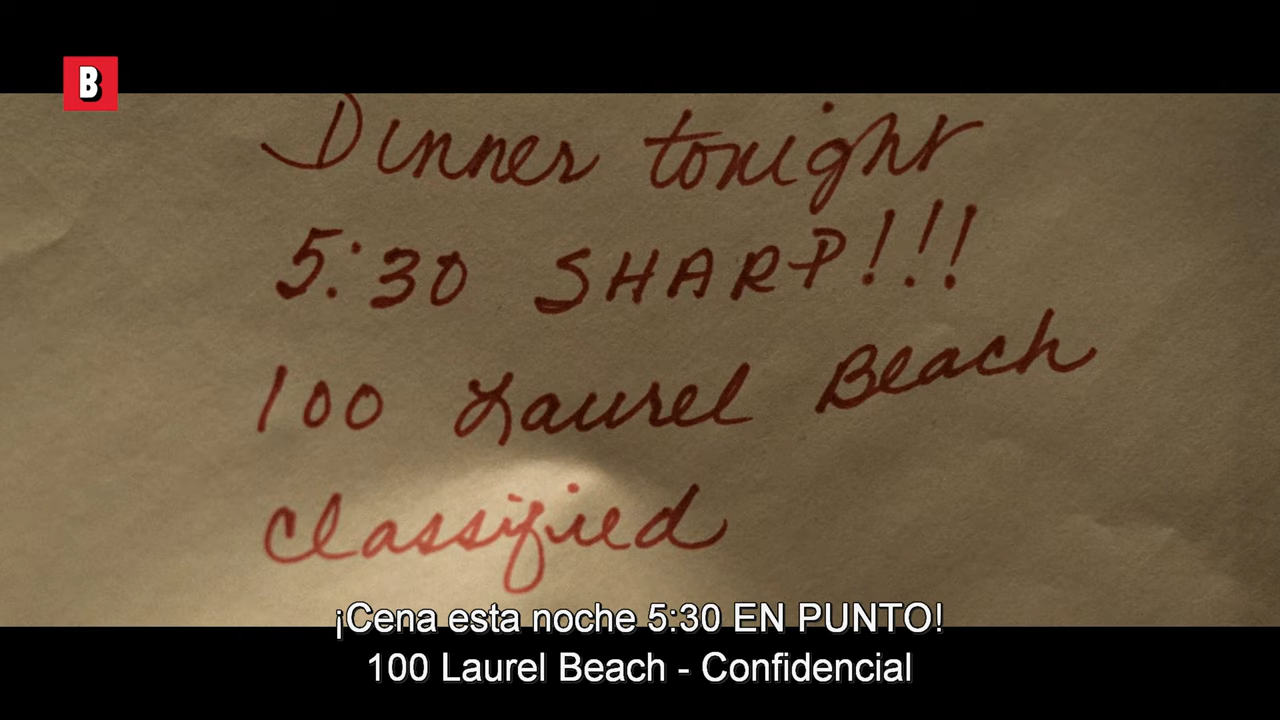 B
Dinner tonight
5:30 SHARP!!!
100 Laurel Beach
classified
¡Cena esta noche 5:30 EN PUNTO!
100 Laurel Beach - Confidencial